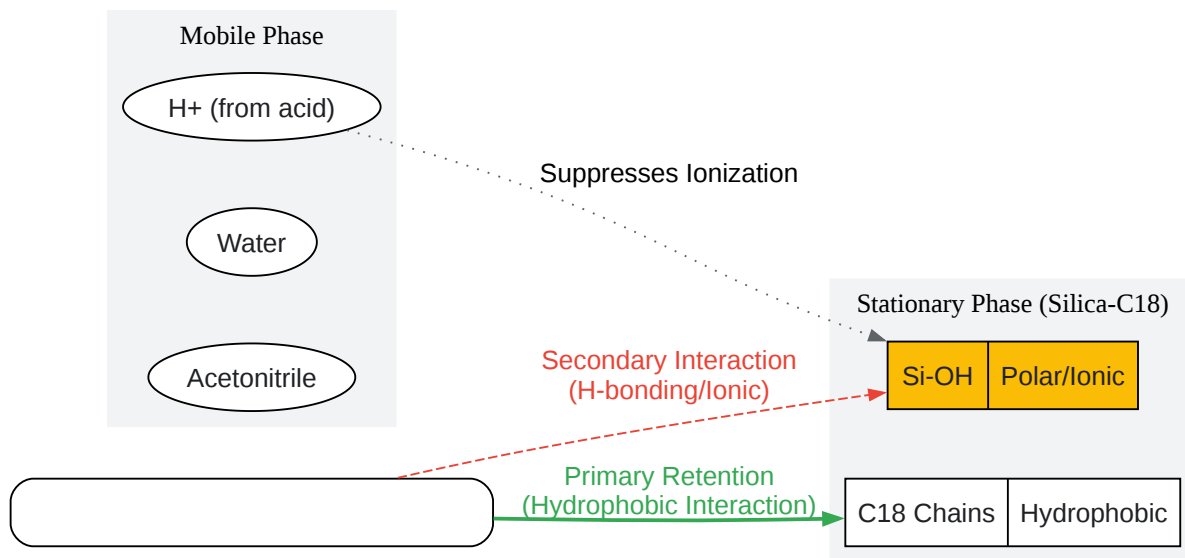 Mobile Phase
H+ (from acid)
Suppresses Ionization
Water
Stationary Phase (Silica-C18)
Secondary Interaction
(H-bonding/Ionic)
Acetonitrile
Si-OH
Polar/Ionic
Primary Retention
(Hydrophobic Interaction)
C18 Chains
Hydrophobic